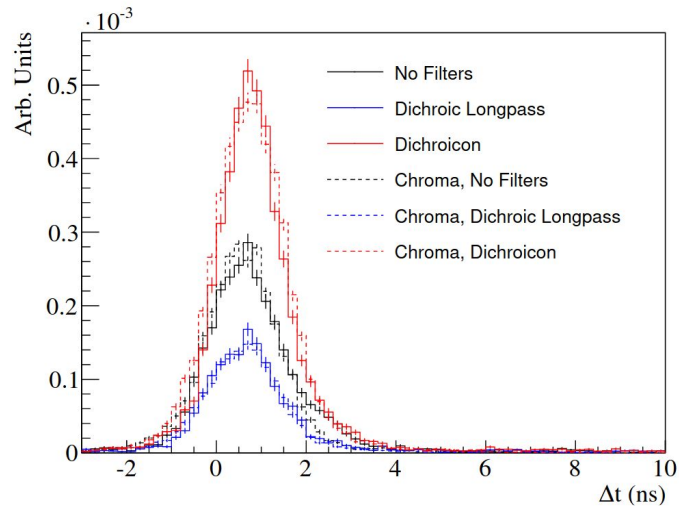 · 10⁻³
Arb. Units
0.5
0.4
0.3
0.2
0.1
0
No Filters
Dichroic Longpass
Dichroicon
Chroma, No Filters
Chroma, Dichroic Longpass
Chroma, Dichroicon
-2 0 2 4 6 8 10
Δt (ns)